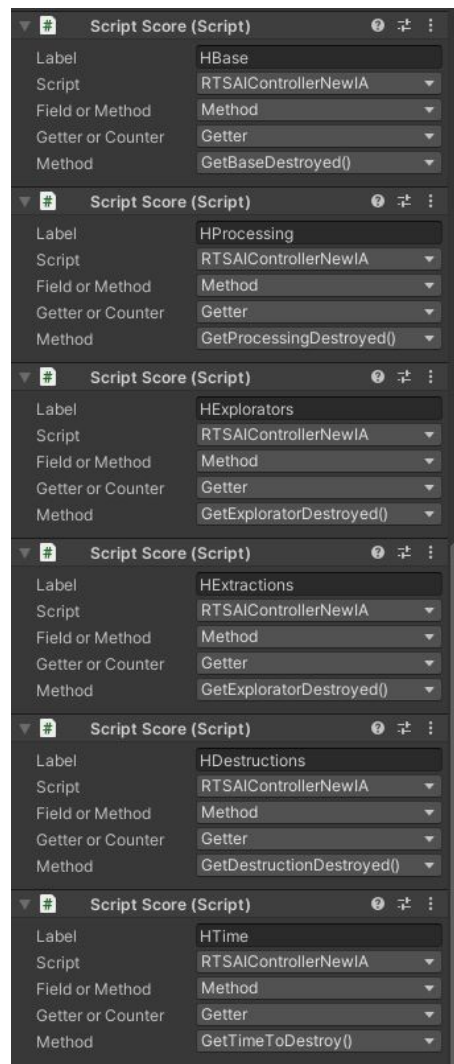 # Script Score (Script)
Label HBase
Script RTSAIControllerNewIA
Field or Method Method
Getter or Counter Getter
Method GetBaseDestroyed()
# Script Score (Script)
Label HProcessing
Script RTSAIControllerNewIA
Field or Method Method
Getter or Counter Getter
Method GetProcessingDestroyed()
# Script Score (Script)
Label HExplorators
Script RTSAIControllerNewIA
Field or Method Method
Getter or Counter Getter
Method GetExploratorDestroyed()
# Script Score (Script)
Label HExtractions
Script RTSAIControllerNewIA
Field or Method Method
Getter or Counter Getter
Method GetExploratorDestroyed()
# Script Score (Script)
Label HDestructions
Script RTSAIControllerNewIA
Field or Method Method
Getter or Counter Getter
Method GetDestructionDestroyed()
# Script Score (Script)
Label HTime
Script RTSAIControllerNewIA
Field or Method Method
Getter or Counter Getter
Method GetTimeToDestroy()